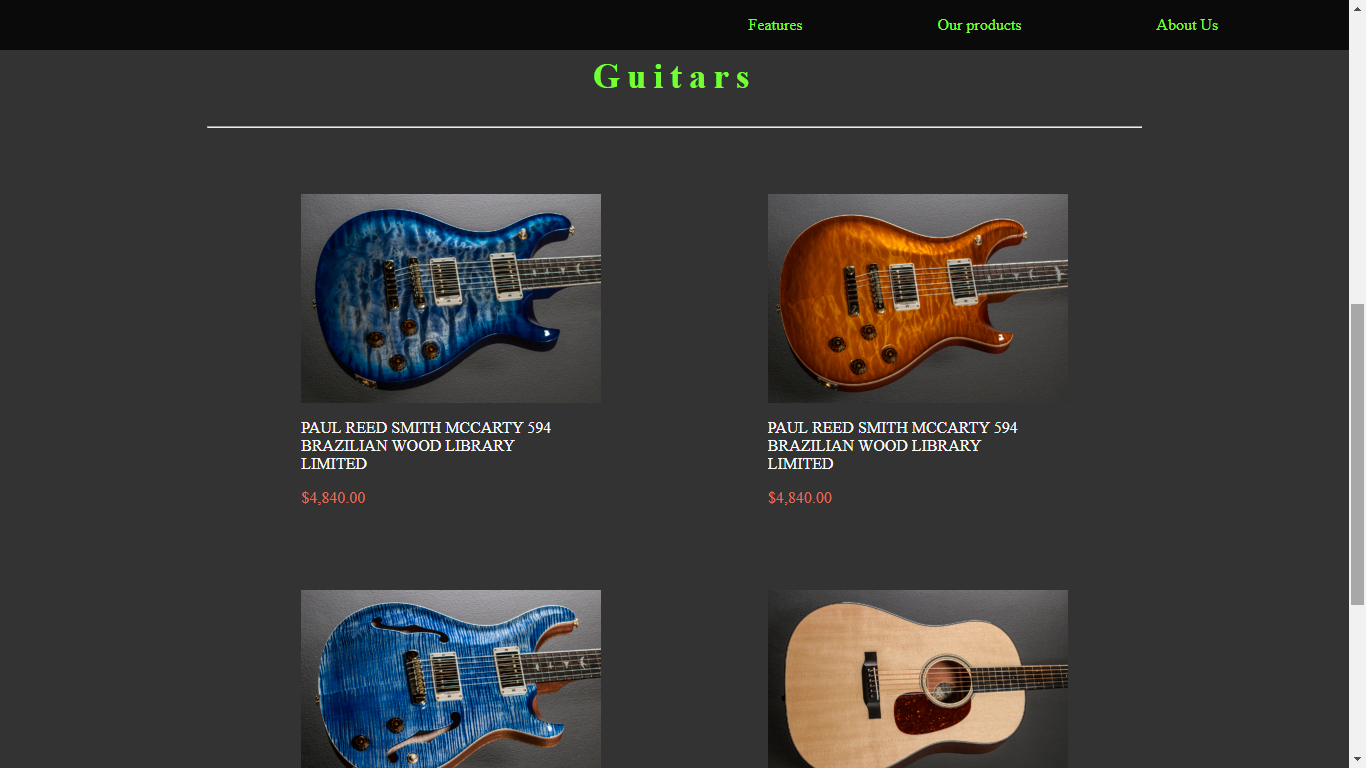 Features Our products About Us
Guitars
PAUL REED SMITH MCCARTY 594
BRAZILIAN WOOD LIBRARY
LIMITED
$4,840.00
PAUL REED SMITH MCCARTY 594
BRAZILIAN WOOD LIBRARY
LIMITED
$4,840.00